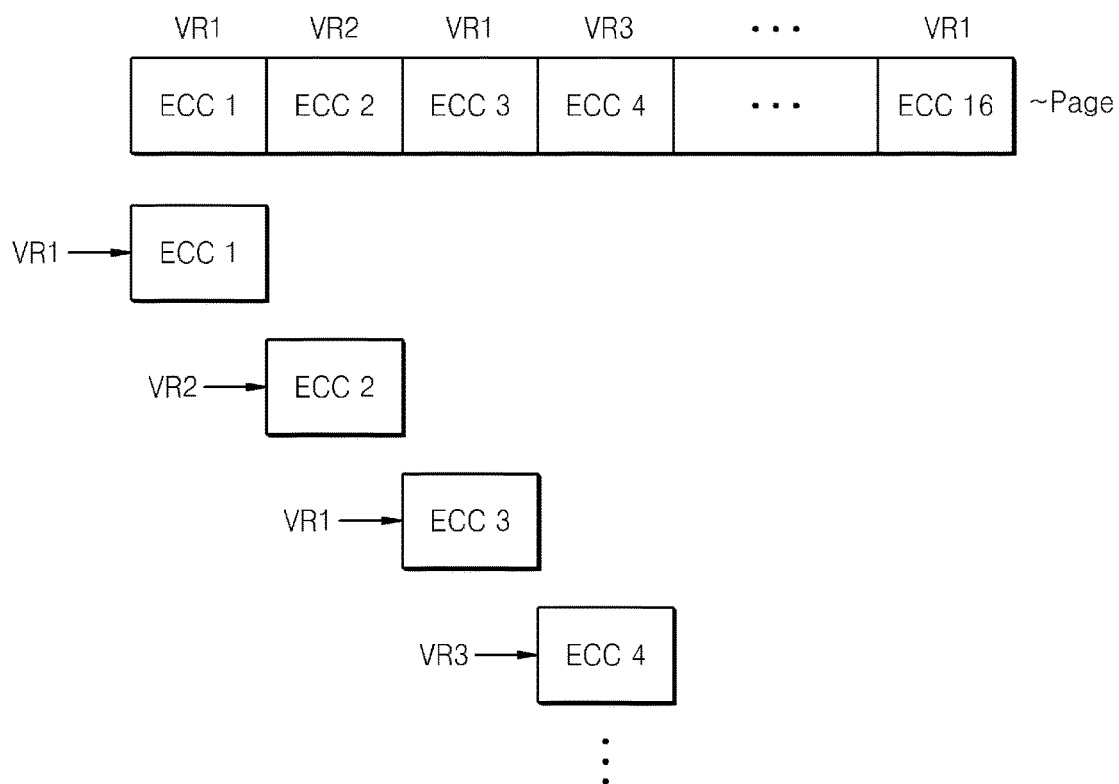 VR1 VR2 VR1 VR3 ... VR1
ECC 1 ECC 2 ECC 3 ECC 4 ... ECC 16 ~Page
VR1 ECC 1
VR2 ECC 2
VR1 ECC 3
VR3 ECC 4